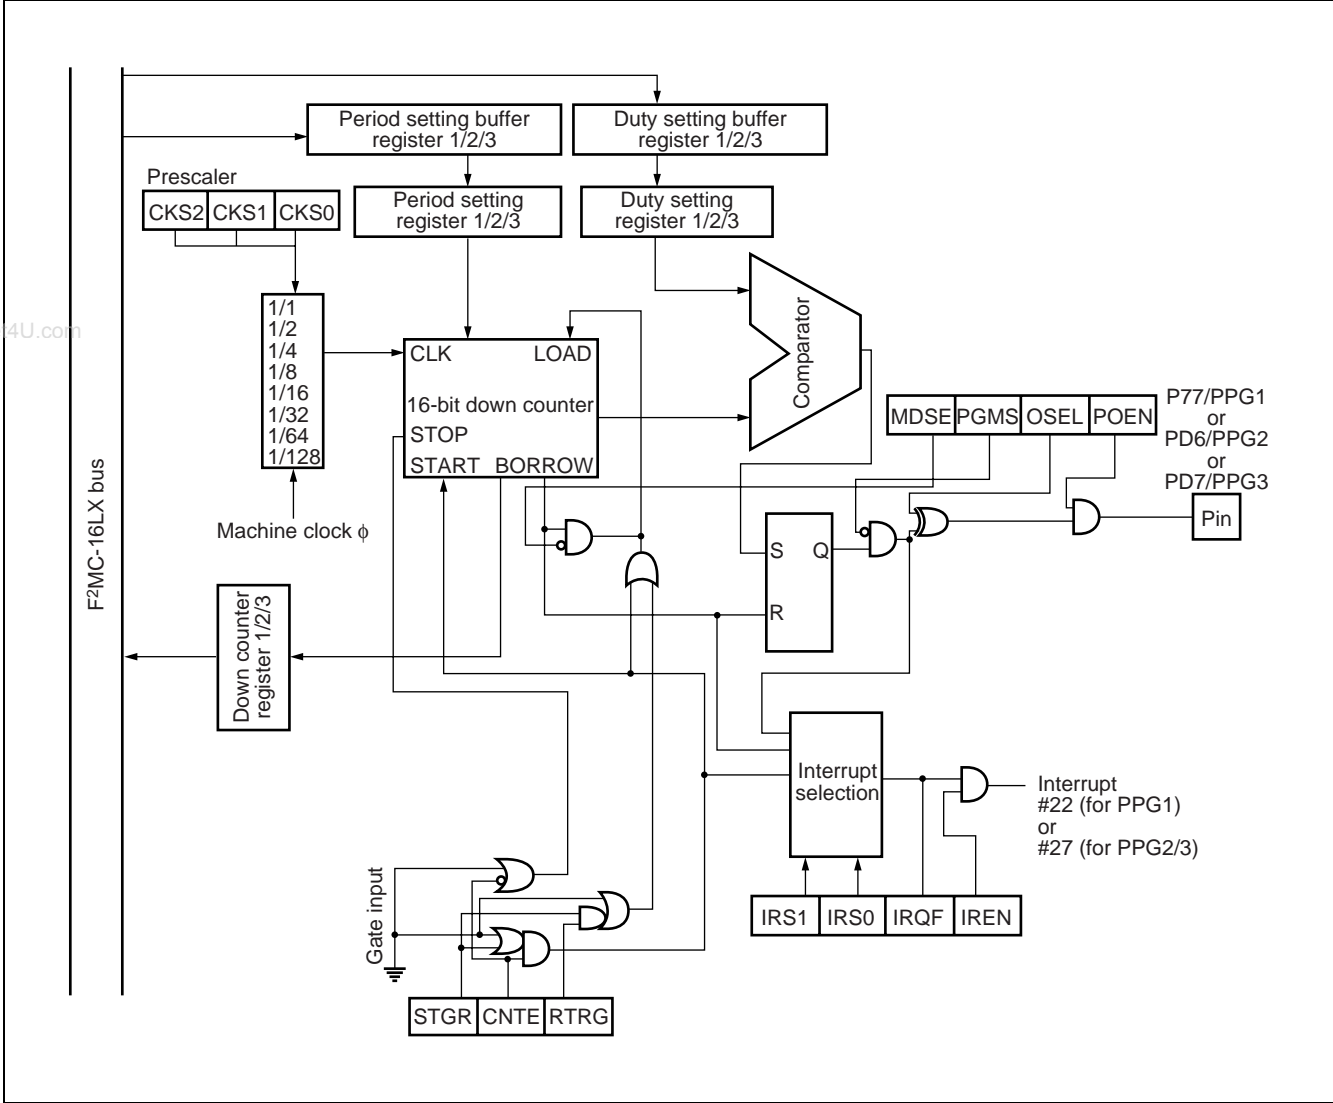 Period setting buffer
register 1/2/3
Duty setting buffer
register 1/2/3
Prescaler
CKS2 CKS1 CKS0
Period setting
register 1/2/3
Duty setting
register 1/2/3
4U.com
1/1
1/2
1/4
1/8
1/16
1/32
1/64
1/128
CLK LOAD
16-bit down counter
STOP
START BORROW
Comparator
MDSE PGMS OSEL POEN
P77/PPG1
or
PD6/PPG2
or
PD7/PPG3
Pin
Machine clock ϕ
S Q
R
F²MC-16LX bus
Down counter
register 1/2/3
Interrupt
selection
Interrupt
#22 (for PPG1)
or
#27 (for PPG2/3)
Gate input
IRS1 IRS0 IRQF IREN
STGR CNTE RTRG